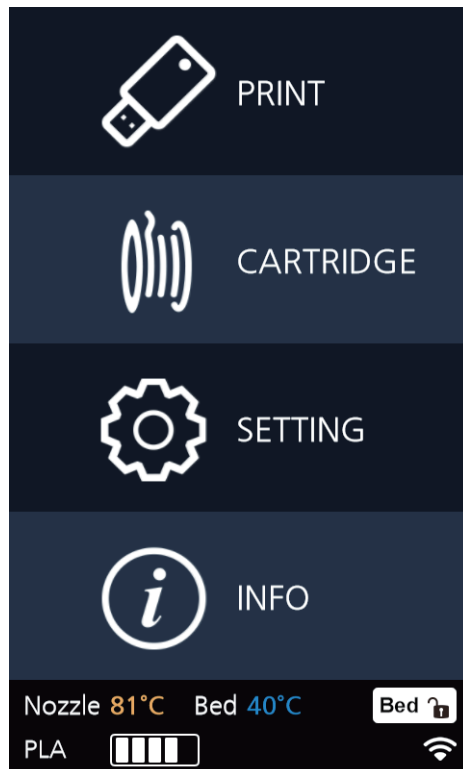 PRINT
CARTRIDGE
SETTING
INFO
Nozzle 81°C Bed 40°C Bed
PLA